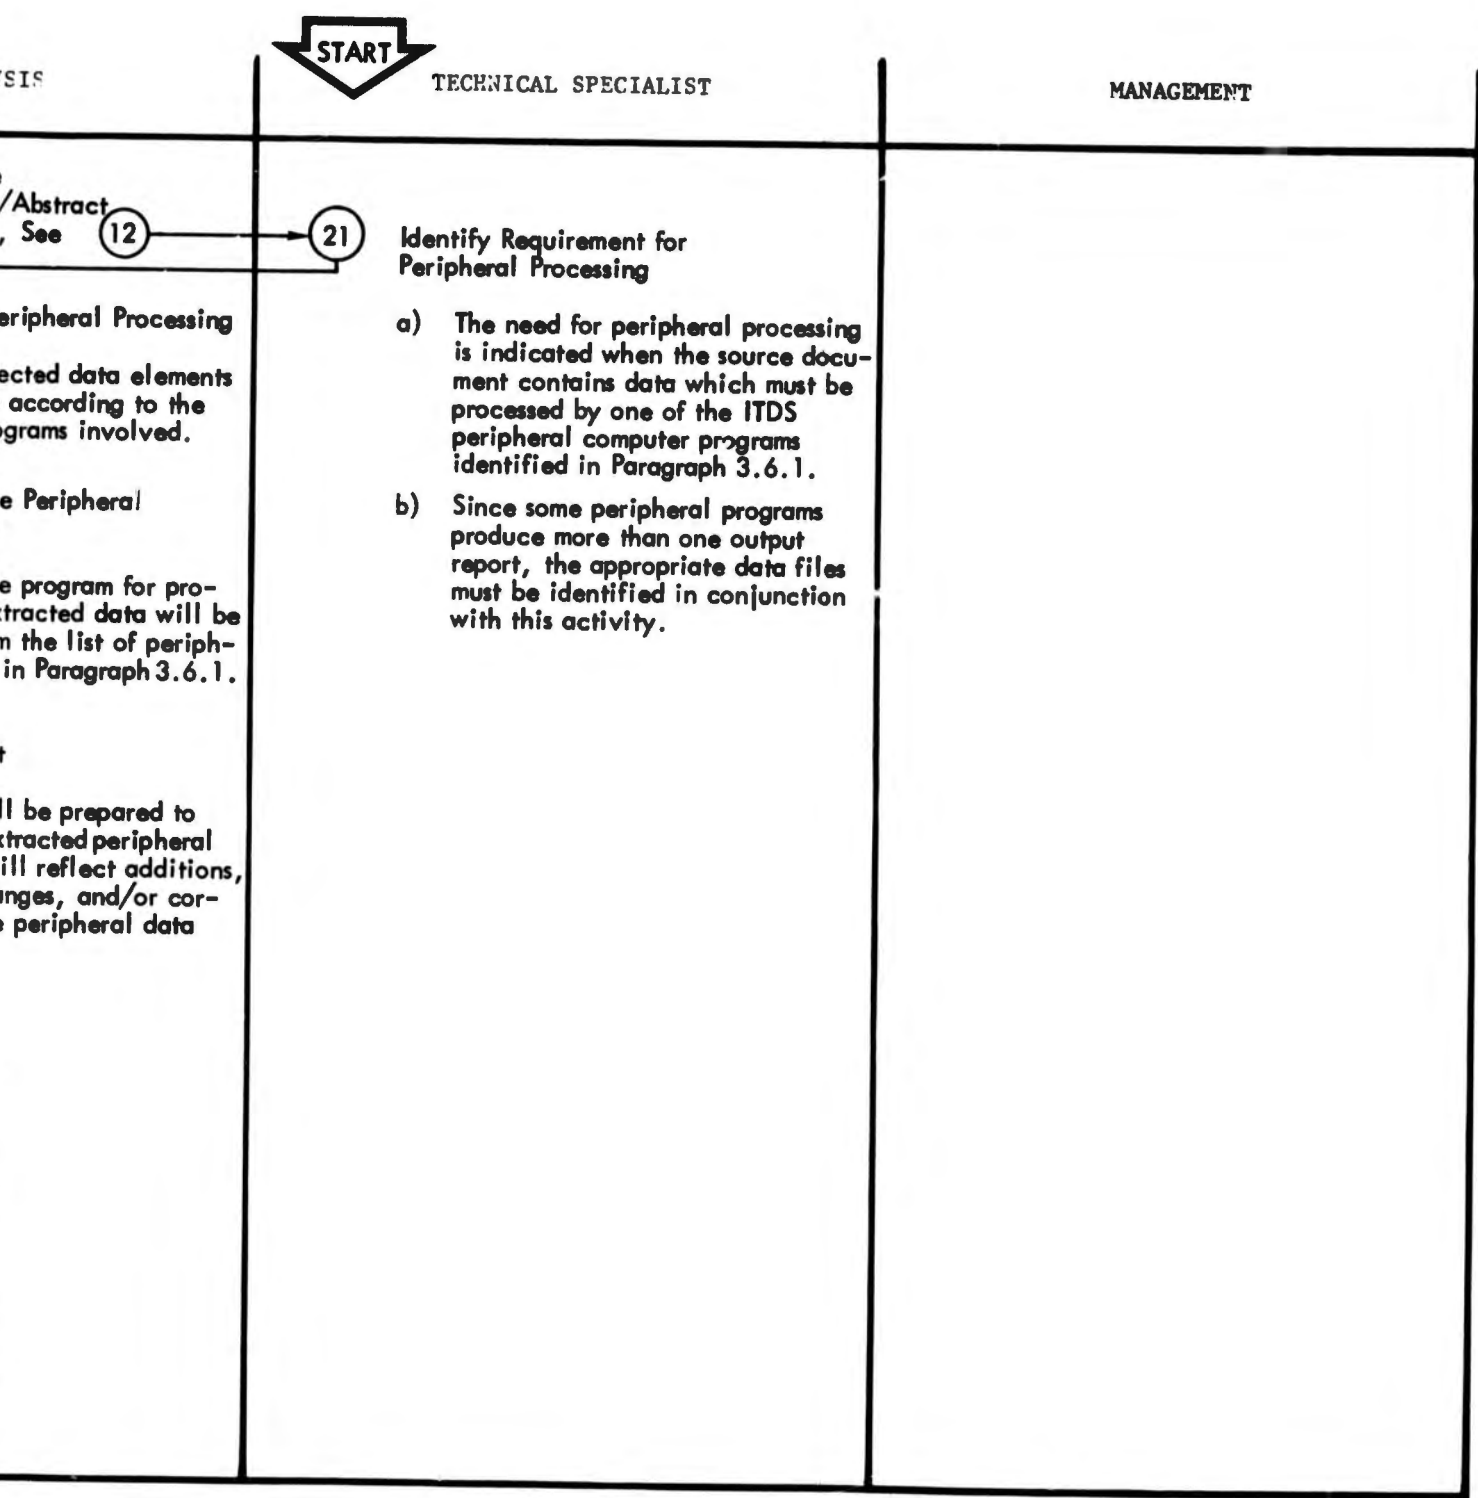 START
TECHNICAL SPECIALIST
MANAGEMENT
/Abstract
, See
12
21
Identify Requirement for
Peripheral Processing
eripheral Processing
ected data elements
according to the
ograms involved.
e Peripheral
e program for pro-
tracted data will be
m the list of periph-
in Paragraph 3.6.1.
t
ll be prepared to
xtracted peripheral
ill reflect additions,
anges, and/or cor-
e peripheral data
a) The need for peripheral processing
is indicated when the source docu-
ment contains data which must be
processed by one of the ITDS
peripheral computer programs
identified in Paragraph 3.6.1.
b) Since some peripheral programs
produce more than one output
report, the appropriate data files
must be identified in conjunction
with this activity.